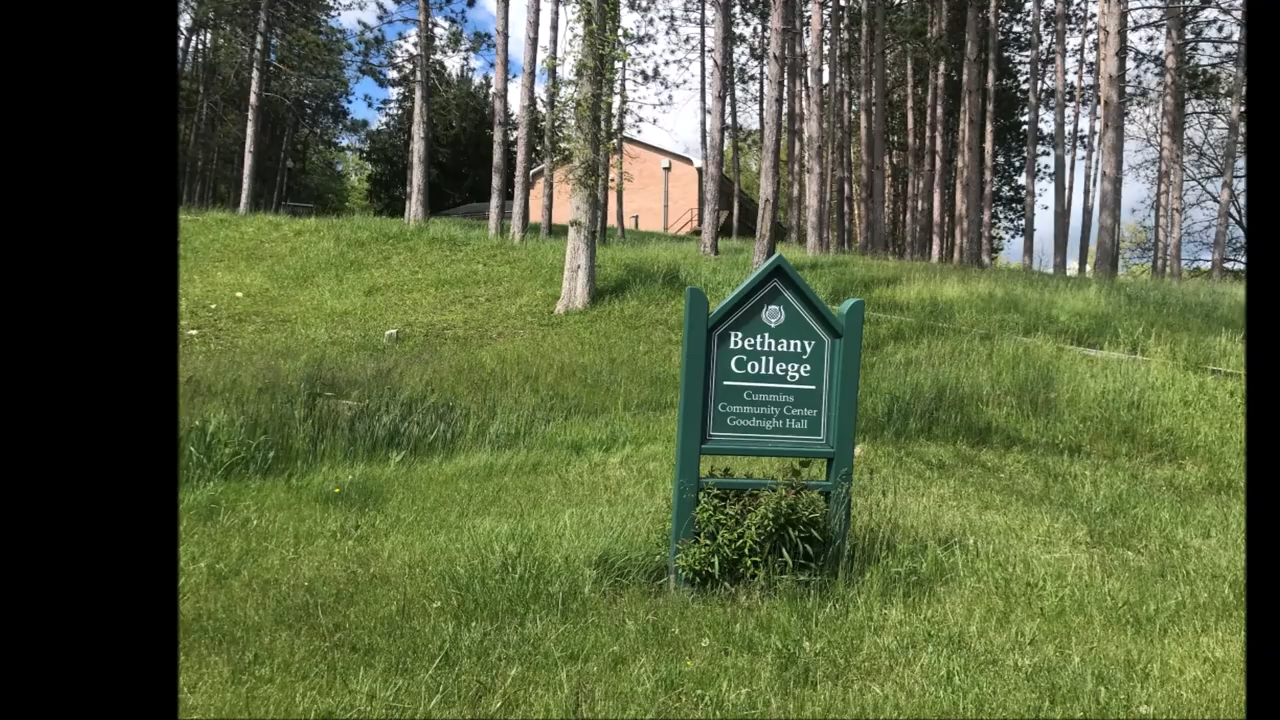 Bethany
College
Cummins
Community Center
Goodnight Hall